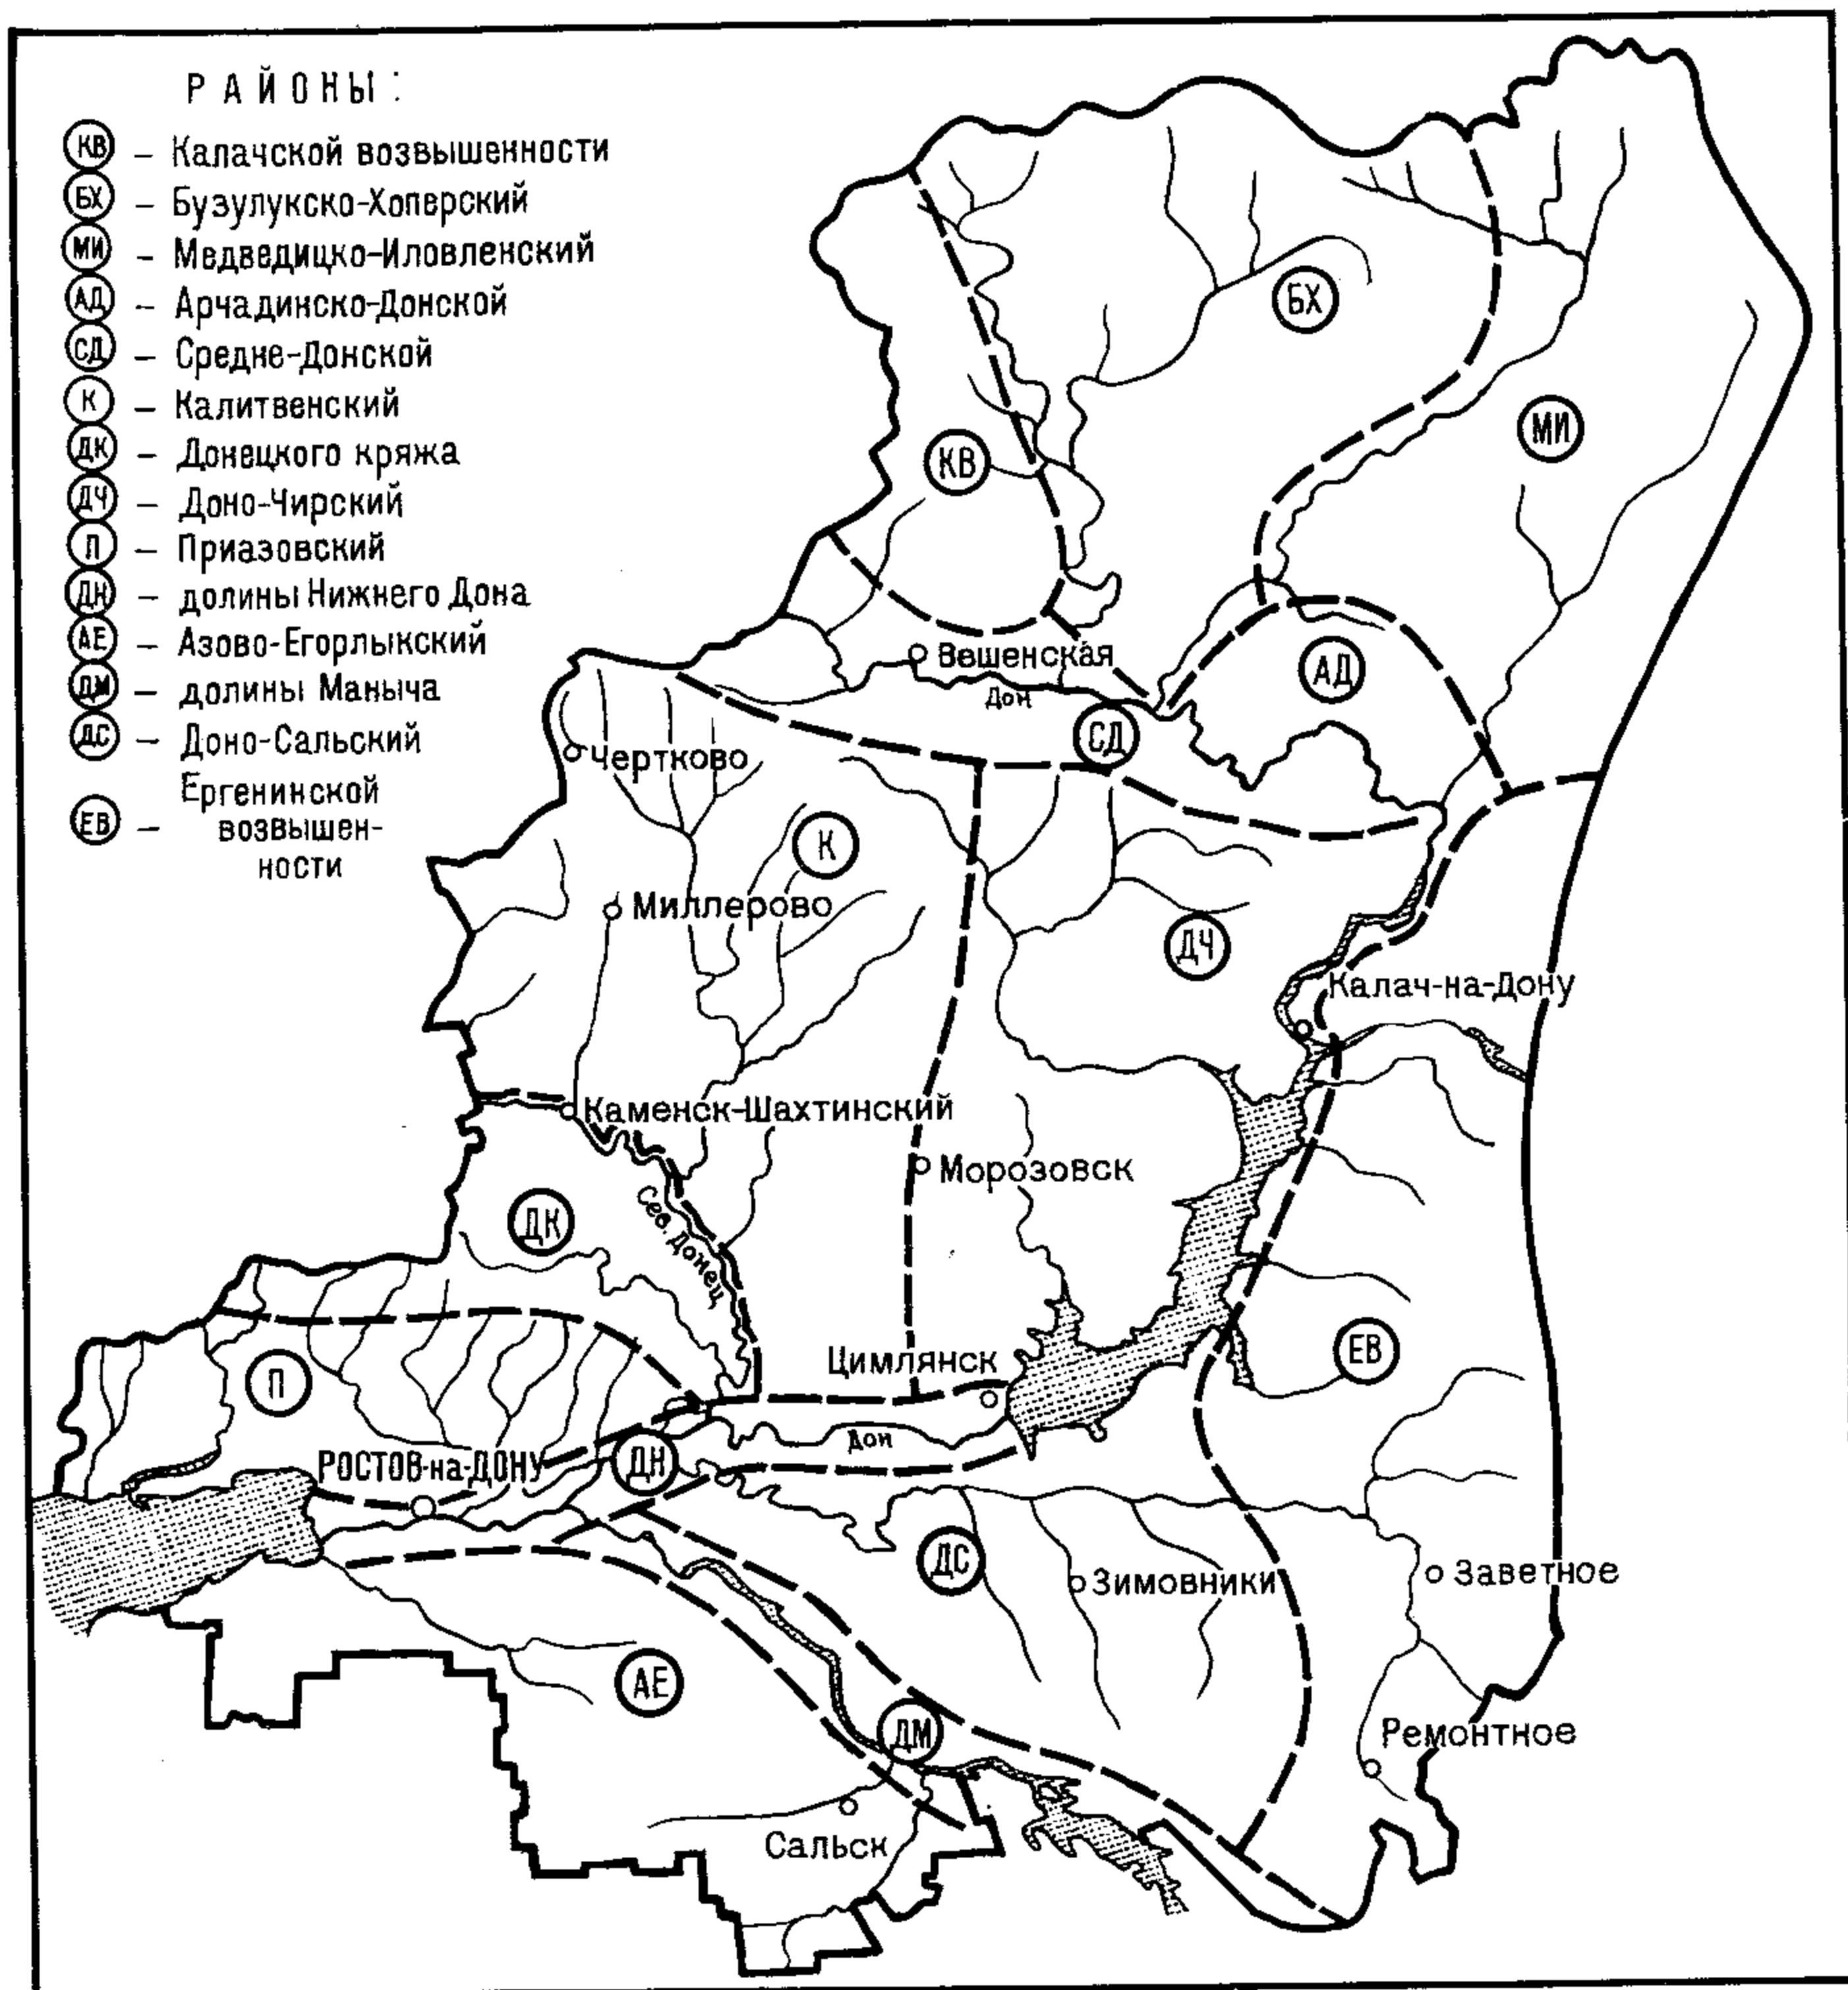 РАЙОНЫ:
КВ – Калачской возвышенности
БХ – Бузулукско-Хоперский
МИ – Медведицко-Иловленский
АД – Арчадинско-Донской
СД – Средне-Донской
К – Калитвенский
ДК – Донецкого кряжа
ДЧ – Доно-Чирский
П – Приазовский
ДН – долины Нижнего Дона
АЕ – Азово-Егорлыкский
ДМ – долины Маныча
ДС – Доно-Сальский
ЕВ – Ергенинской
возвышен-
ности
БХ
МИ
КВ
Вешенская
АД
Дон
СД
Чертково
К
Миллерово
ДЧ
Калач-на-Дону
Каменск-Шахтинский
Морозовск
ДК
Сев. Донец
ЕВ
Цимлянск
П
Дон
РОСТОВ-на-ДОНУ
ДН
ДС
Зимовники
Заветное
АЕ
ДМ
Ремонтное
Сальск